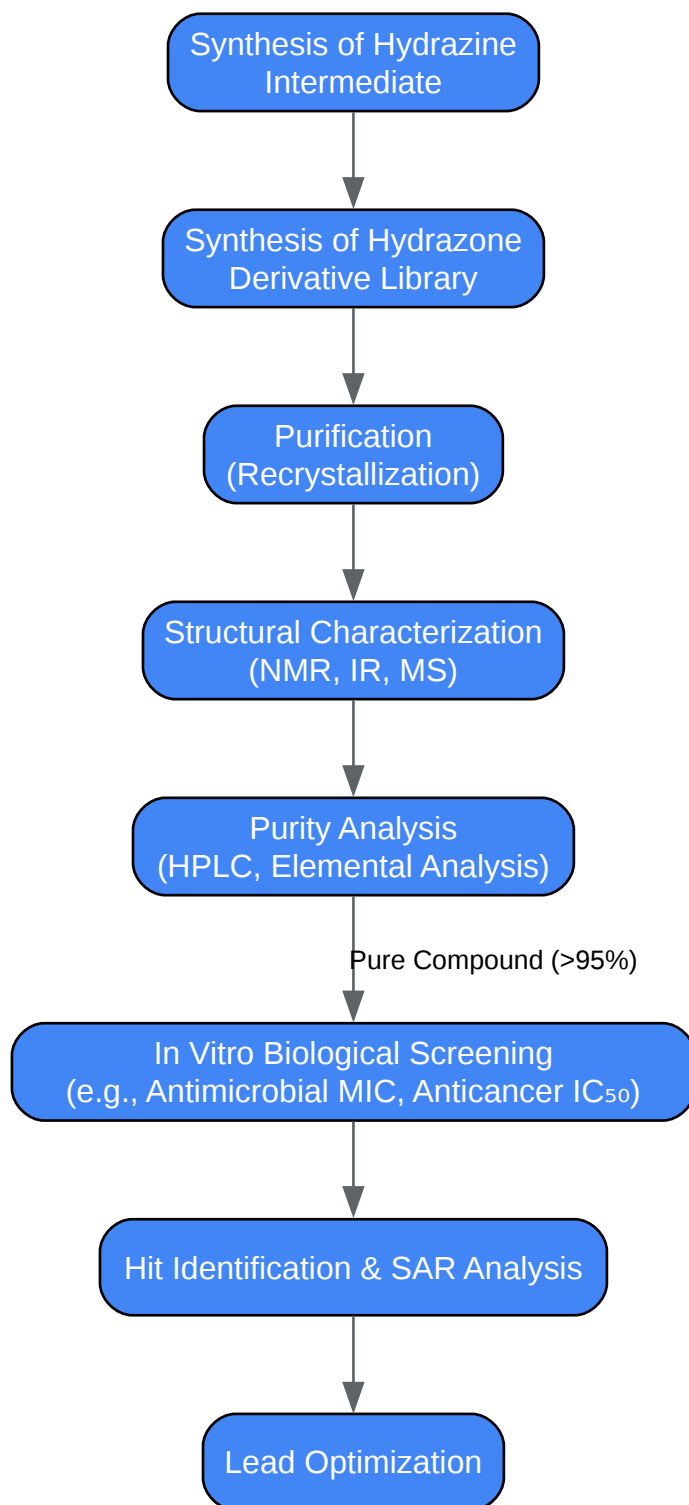 Synthesis of Hydrazine
Intermediate
Synthesis of Hydrazone
Derivative Library
Purification
(Recrystallization)
Structural Characterization
(NMR, IR, MS)
Purity Analysis
(HPLC, Elemental Analysis)
Pure Compound (>95%)
In Vitro Biological Screening
(e.g., Antimicrobial MIC, Anticancer IC₅₀)
Hit Identification & SAR Analysis
Lead Optimization